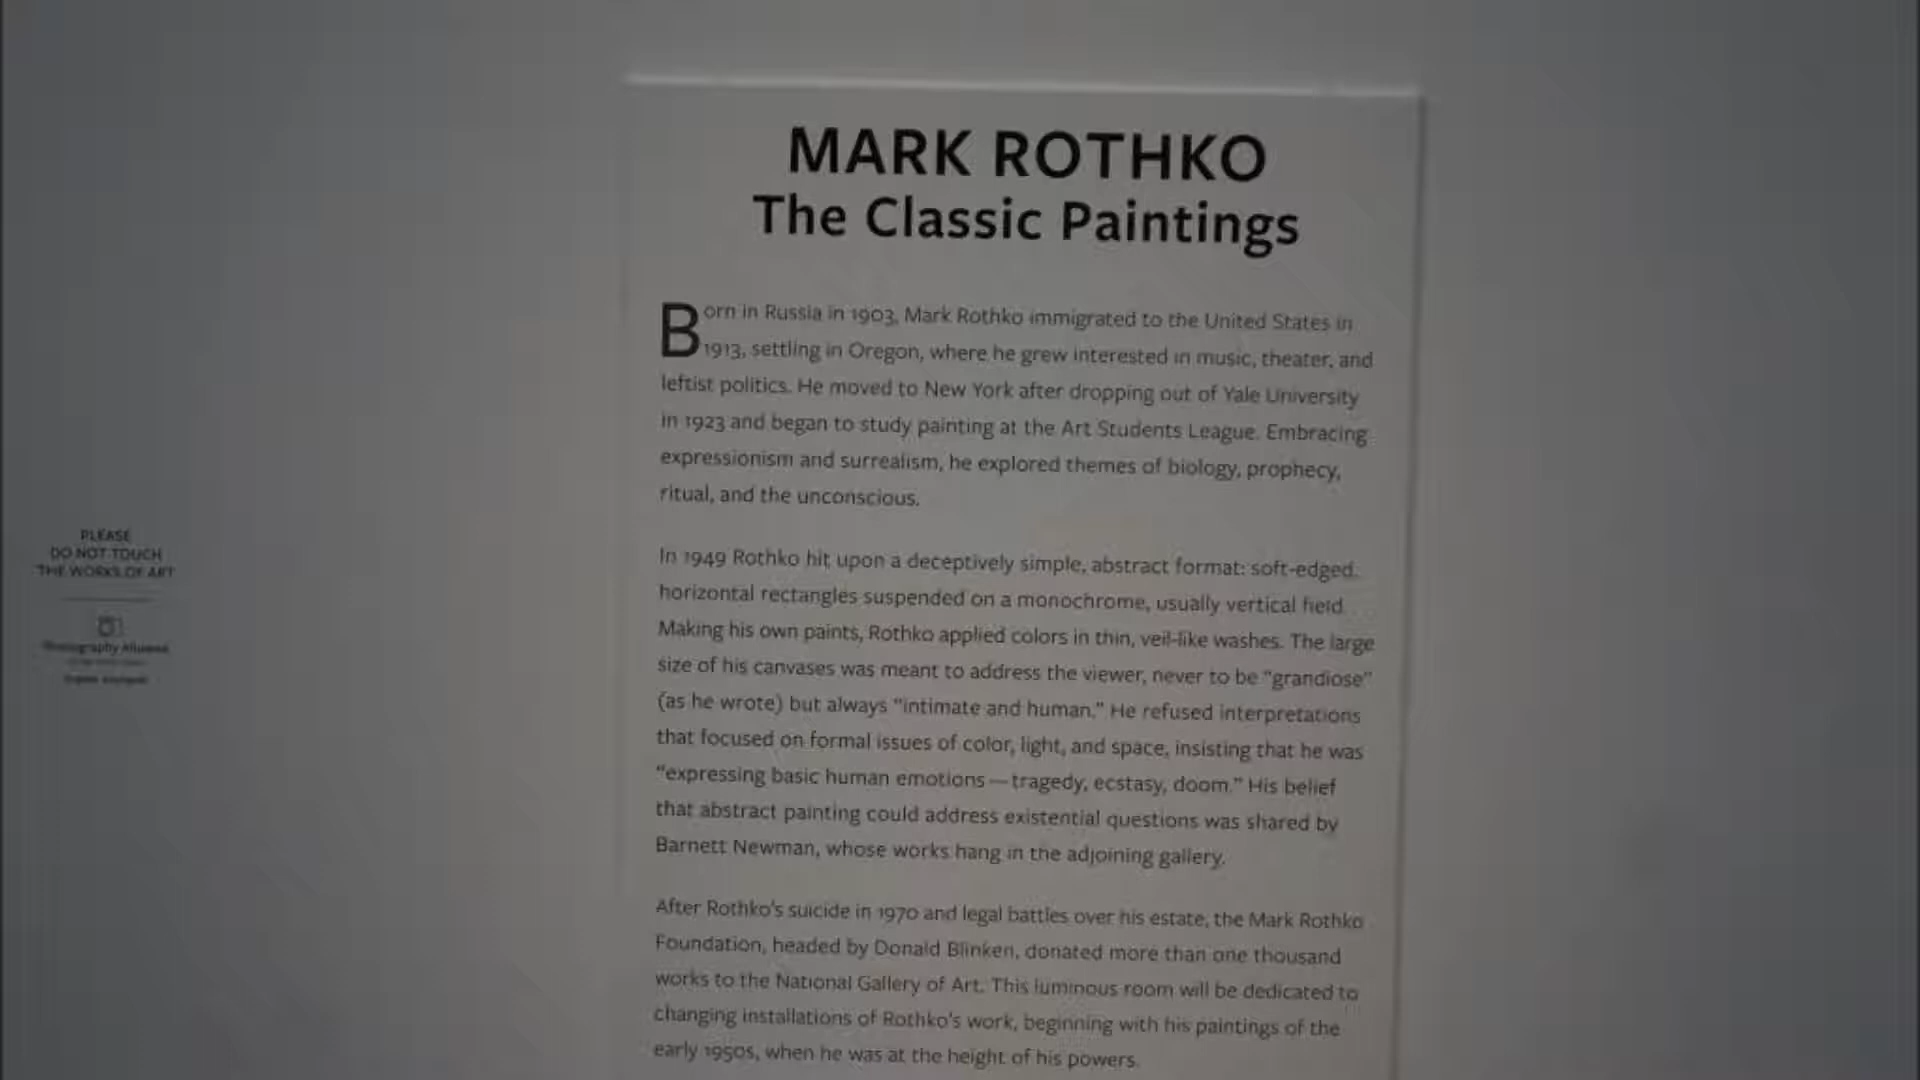 MARK ROTHKO
The Classic Paintings
Born in Russia in 1903, Mark Rothko immigrated to the United States in
1913, settling in Oregon, where he grew interested in music, theater, and
leftist politics. He moved to New York after dropping out of Yale University
in 1923 and began to study painting at the Art Students League. Embracing
expressionism and surrealism, he explored themes of biology, prophecy,
ritual, and the unconscious.
In 1949 Rothko hit upon a deceptively simple, abstract format: soft-edged,
horizontal rectangles suspended on a monochrome, usually vertical field.
Making his own paints, Rothko applied colors in thin, veil-like washes. The large
size of his canvases was meant to address the viewer, never to be “grandiose”
(as he wrote) but always “intimate and human.” He refused interpretations
that focused on formal issues of color, light, and space, insisting that he was
“expressing basic human emotions — tragedy, ecstasy, doom.” His belief
that abstract painting could address existential questions was shared by
Barnett Newman, whose works hang in the adjoining gallery.
After Rothko’s suicide in 1970 and legal battles over his estate, the Mark Rothko
Foundation, headed by Donald Blinken, donated more than one thousand
works to the National Gallery of Art. This luminous room will be dedicated to
changing installations of Rothko’s work, beginning with his paintings of the
early 1950s, when he was at the height of his powers.
PLEASE
DO NOT TOUCH
THE WORKS OF ART
Photography Allowed